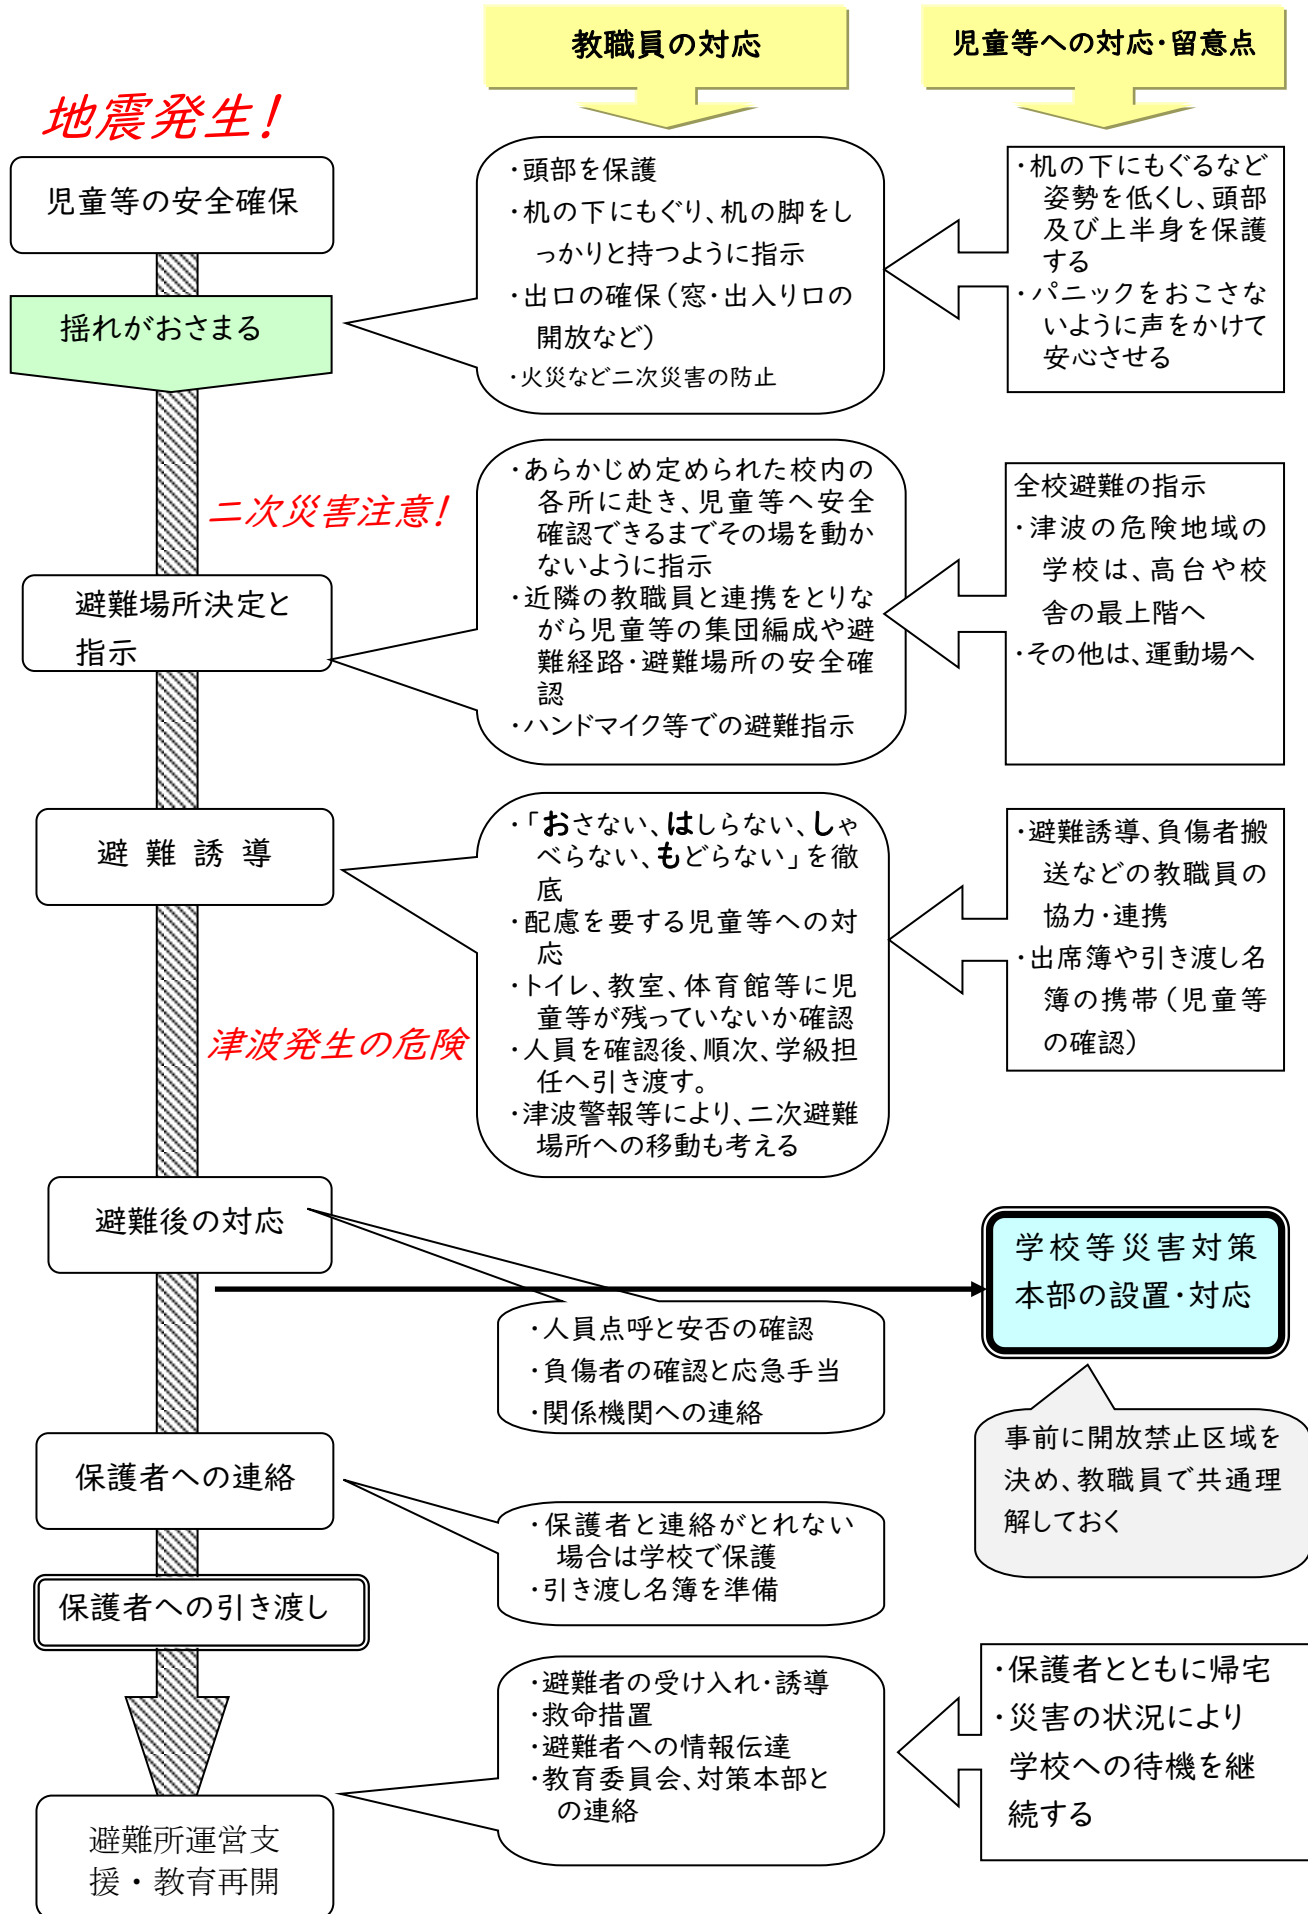 教職員の対応
児童等への対応・留意点
地震発生！
児童等の安全確保
揺れがおさまる
・頭部を保護
・机の下にもぐり、机の脚をし
っかりと持つように指示
・出口の確保（窓・出入り口の
開放など）
・火災など二次災害の防止
・机の下にもぐるなど
姿勢を低くし、頭部
及び上半身を保護
する
・パニックをおこさな
いように声をかけて
安心させる
二次災害注意！
避難場所決定と
指示
・あらかじめ定められた校内の
各所に赴き、児童等へ安全
確認できるまでその場を動か
ないように指示
・近隣の教職員と連携をとりな
がら児童等の集団編成や避
難経路・避難場所の安全確
認
・ハンドマイク等での避難指示
全校避難の指示
・津波の危険地域の
学校は、高台や校
舎の最上階へ
・その他は、運動場へ
避難誘導
・「おさない、はしらない、しゃ
べらない、もどらない」を徹
底
・配慮を要する児童等への対
応
・トイレ、教室、体育館等に児
童等が残っていないか確認
・人員を確認後、順次、学級担
任へ引き渡す。
・津波警報等により、二次避難
場所への移動も考える
・避難誘導、負傷者搬
送などの教職員の
協力・連携
・出席簿や引き渡し名
簿の携帯（児童等
の確認）
津波発生の危険
避難後の対応
・人員点呼と安否の確認
・負傷者の確認と応急手当
・関係機関への連絡
学校等災害対策
本部の設置・対応
事前に開放禁止区域を
決め、教職員で共通理
解しておく
保護者への連絡
・保護者と連絡がとれない
場合は学校で保護
・引き渡し名簿を準備
保護者への引き渡し
・避難者の受け入れ・誘導
・救命措置
・避難者への情報伝達
・教育委員会、対策本部と
の連絡
・保護者とともに帰宅
・災害の状況により
学校への待機を継
続する
避難所運営支
援・教育再開